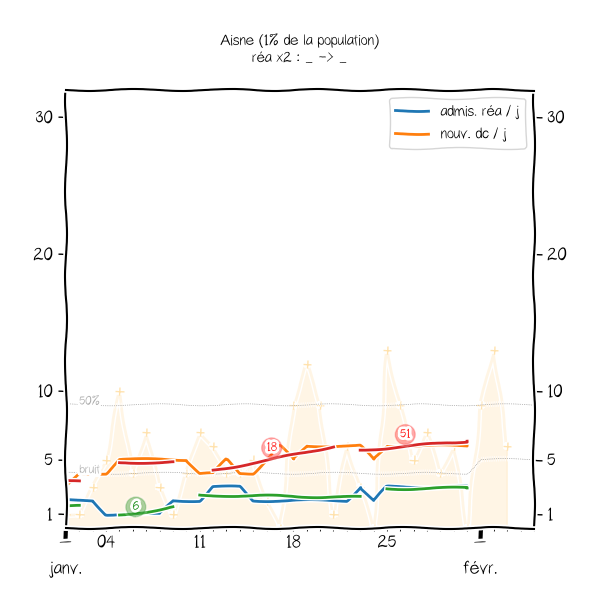 Aisne (1% de la population)
réa x2 : _ -> _
admis. réa / j
nouv. dc / j
30
30
20
20
10
10
50%
18
51
5
5
bruit
6
1
1
04
11
18
25
janv.
févr.